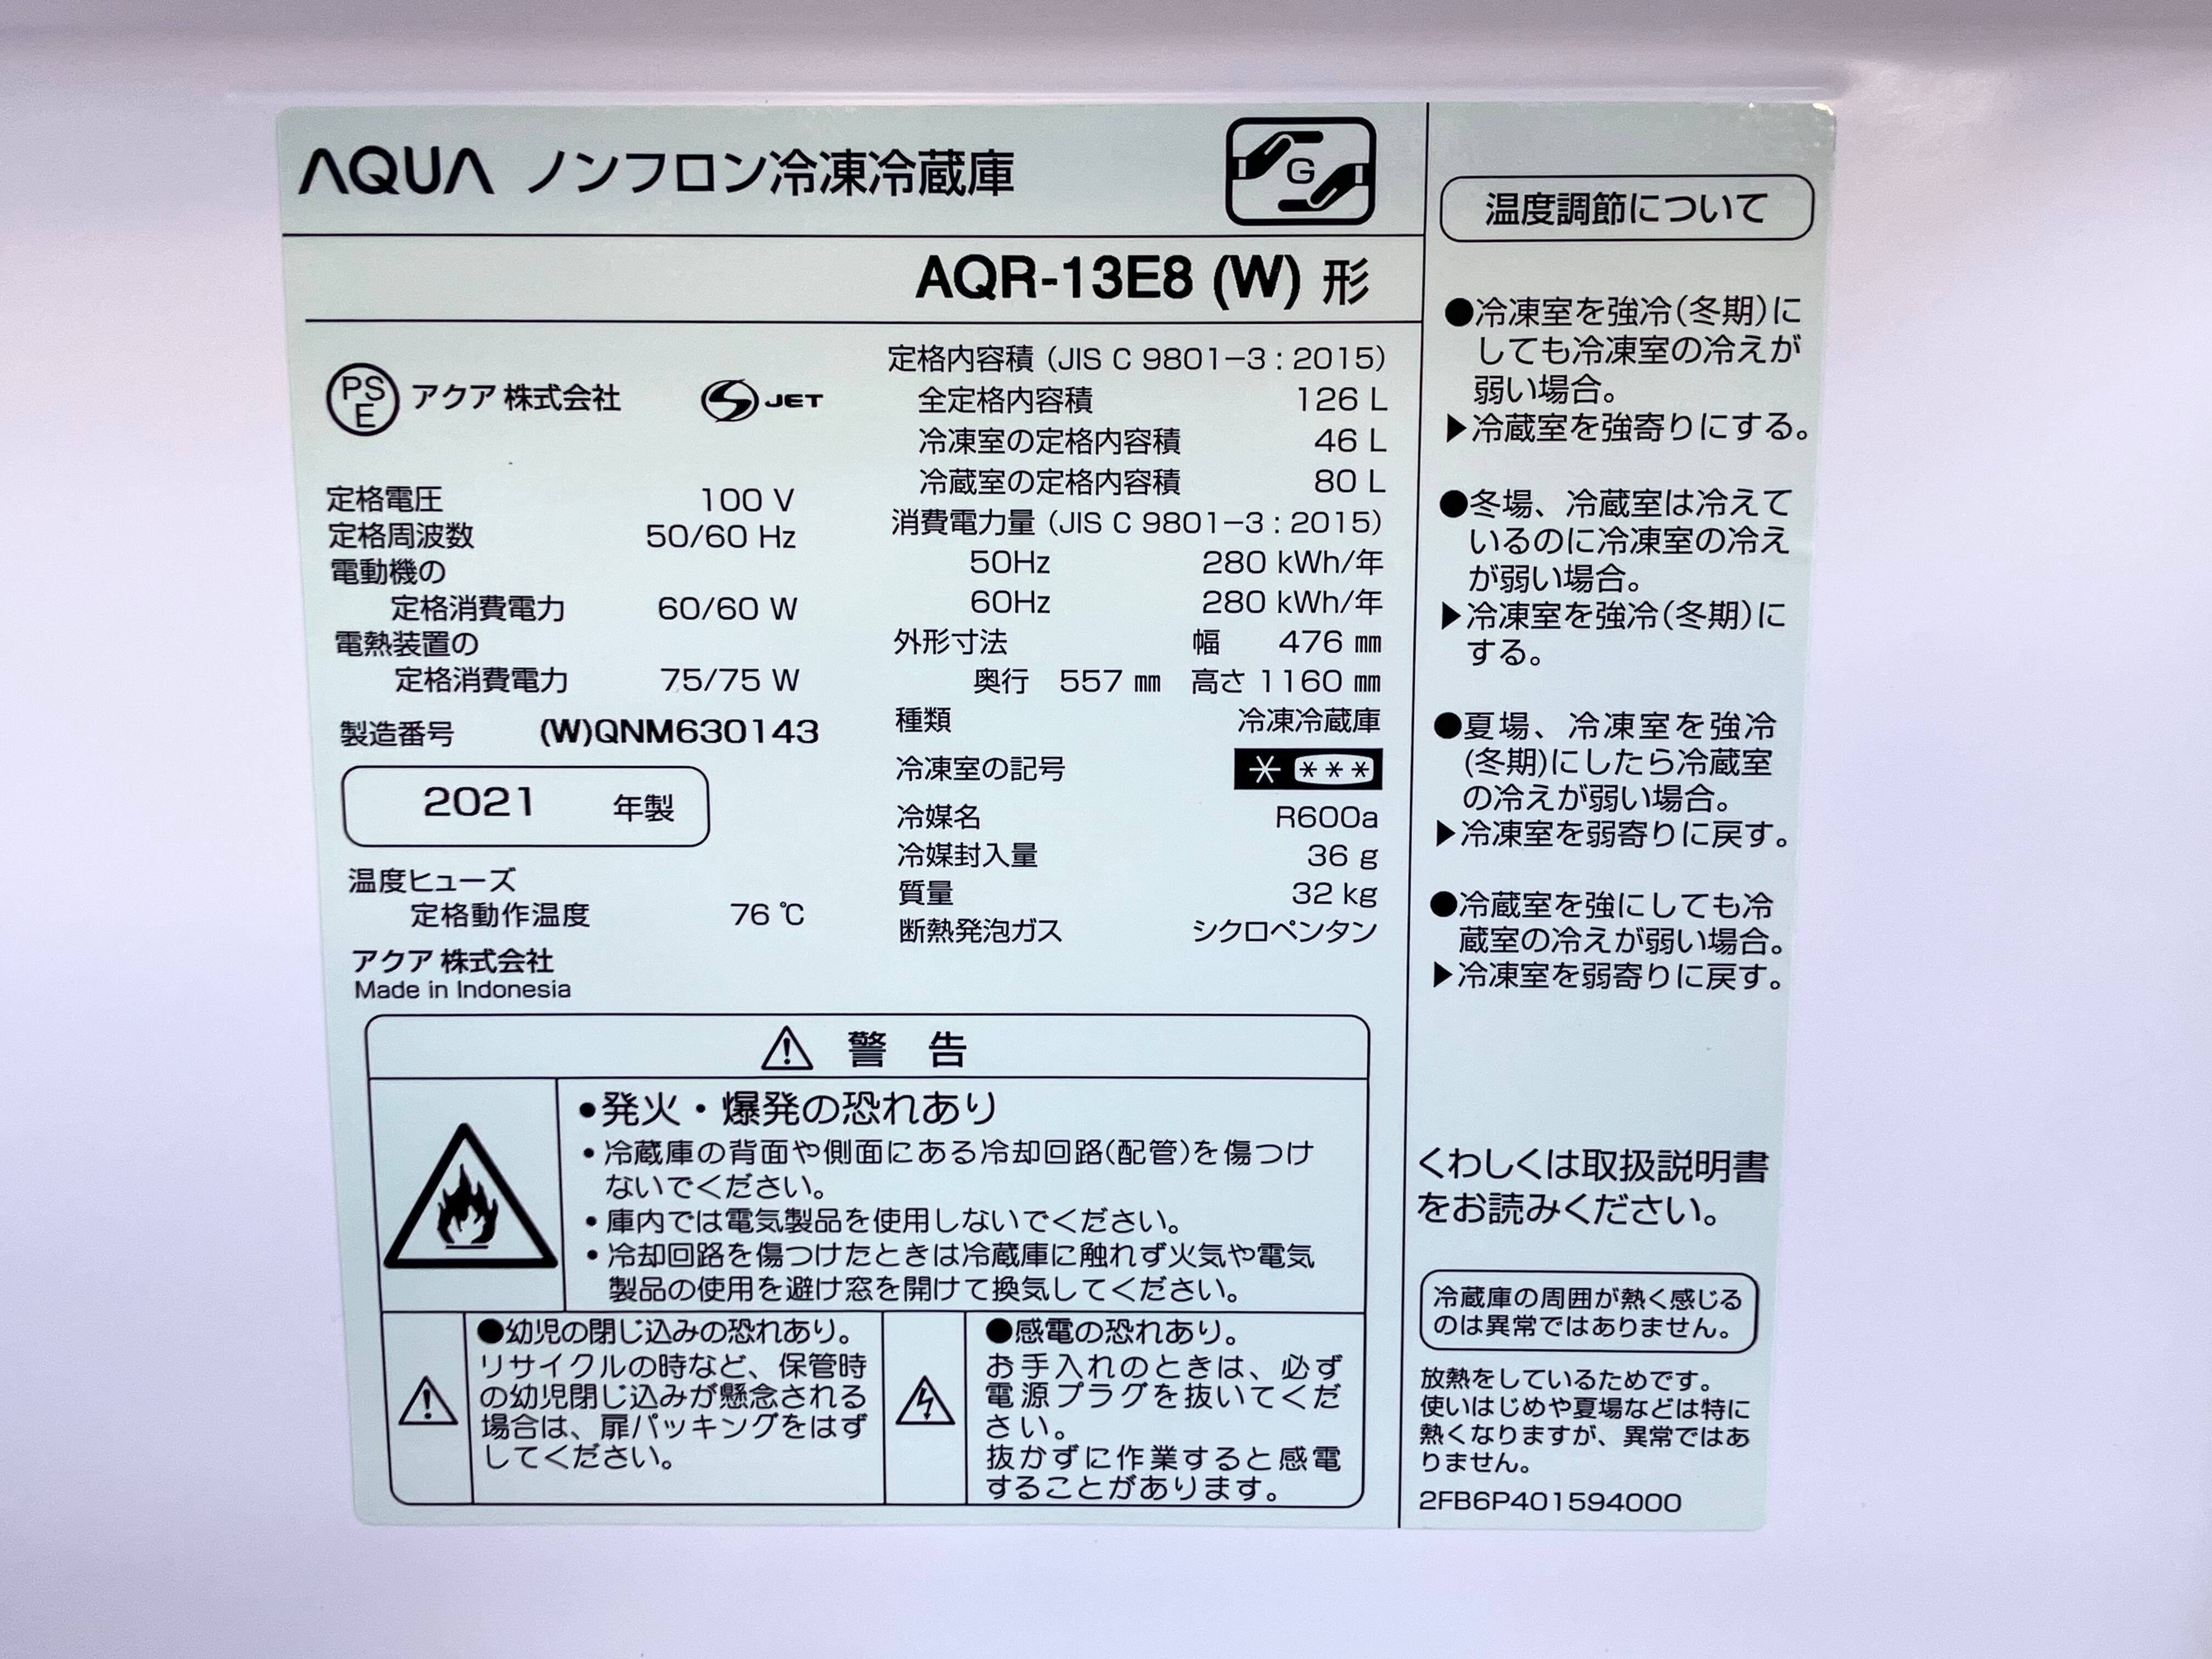 AQUA ノンフロン冷凍冷蔵庫
G
AQR-13E8 (W) 形
PS
E
アクア 株式会社
S JET
定格電圧 100 V
定格周波数 50/60 Hz
電動機の
定格消費電力 60/60 W
電熱装置の
定格消費電力 75/75 W
製造番号 (W)QNM630143
2021 年製
温度ヒューズ
定格動作温度 76 ℃
アクア 株式会社
Made in Indonesia
定格内容積 (JIS C 9801−3 : 2015)
全定格内容積 126 L
冷凍室の定格内容積 46 L
冷蔵室の定格内容積 80 L
消費電力量 (JIS C 9801−3 : 2015)
50Hz 280 kWh/年
60Hz 280 kWh/年
外形寸法 幅 476 ㎜
奥行 557 ㎜ 高さ 1160 ㎜
種類 冷凍冷蔵庫
冷凍室の記号 * ***
冷媒名 R600a
冷媒封入量 36 g
質量 32 kg
断熱発泡ガス シクロペンタン
警 告
●発火・爆発の恐れあり
•冷蔵庫の背面や側面にある冷却回路(配管)を傷つけ
ないでください。
•庫内では電気製品を使用しないでください。
•冷却回路を傷つけたときは冷蔵庫に触れず火気や電気
製品の使用を避け窓を開けて換気してください。
●幼児の閉じ込みの恐れあり。
リサイクルの時など、保管時
の幼児閉じ込みが懸念される
場合は、扉パッキングをはず
してください。
●感電の恐れあり。
お手入れのときは、必ず
電源プラグを抜いてくだ
さい。
抜かずに作業すると感電
することがあります。
温度調節について
●冷凍室を強冷(冬期)に
しても冷凍室の冷えが
弱い場合。
▶冷蔵室を強寄りにする。
●冬場、冷蔵室は冷えて
いるのに冷凍室の冷え
が弱い場合。
▶冷凍室を強冷(冬期)に
する。
●夏場、冷凍室を強冷
(冬期)にしたら冷蔵室
の冷えが弱い場合。
▶冷凍室を弱寄りに戻す。
●冷蔵室を強にしても冷
蔵室の冷えが弱い場合。
▶冷凍室を弱寄りに戻す。
くわしくは取扱説明書
をお読みください。
冷蔵庫の周囲が熱く感じる
のは異常ではありません。
放熱をしているためです。
使いはじめや夏場などは特に
熱くなりますが、異常ではあ
りません。
2FB6P401594000